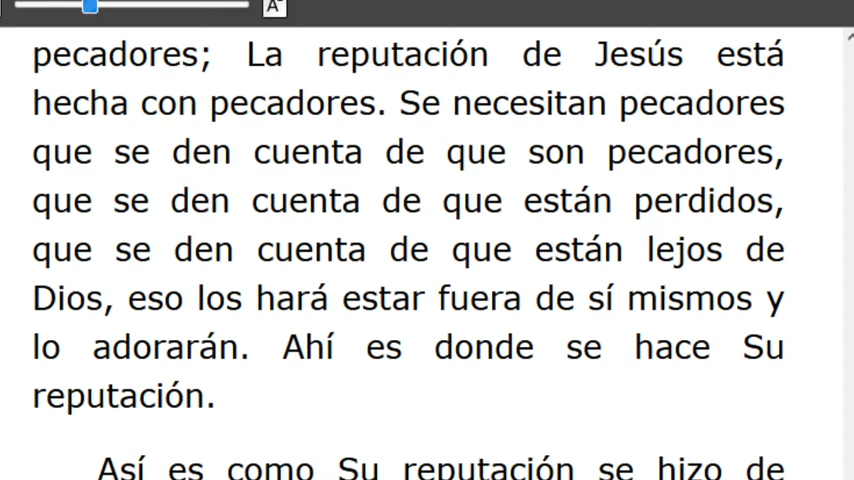 A
pecadores; La reputación de Jesús está
hecha con pecadores. Se necesitan pecadores
que se den cuenta de que son pecadores,
que se den cuenta de que están perdidos,
que se den cuenta de que están lejos de
Dios, eso los hará estar fuera de sí mismos y
lo adorarán. Ahí es donde se hace Su
reputación.
Así es como Su reputación se hizo de